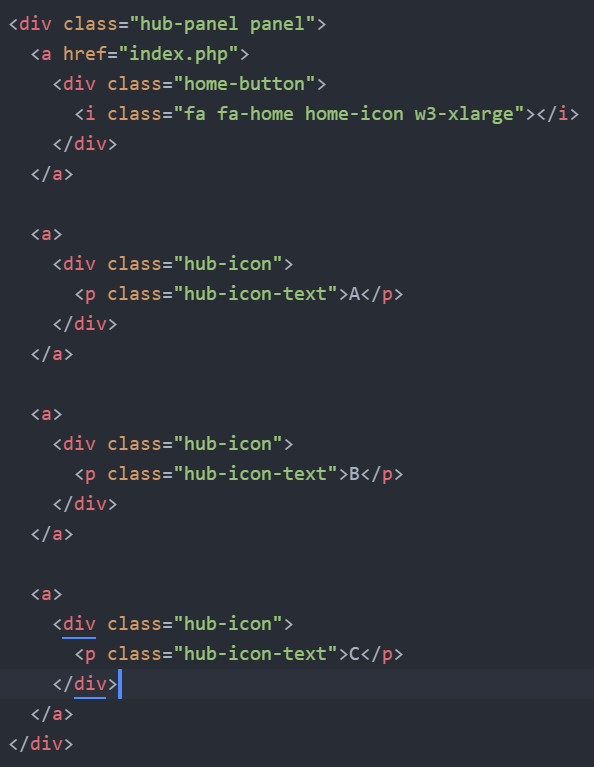 <div class="hub-panel panel">
  <a href="index.php">
    <div class="home-button">
      <i class="fa fa-home home-icon w3-xlarge"></i>
    </div>
  </a>

  <a>
    <div class="hub-icon">
      <p class="hub-icon-text">A</p>
    </div>
  </a>

  <a>
    <div class="hub-icon">
      <p class="hub-icon-text">B</p>
    </div>
  </a>

  <a>
    <div class="hub-icon">
      <p class="hub-icon-text">C</p>
    </div>
  </a>
</div>